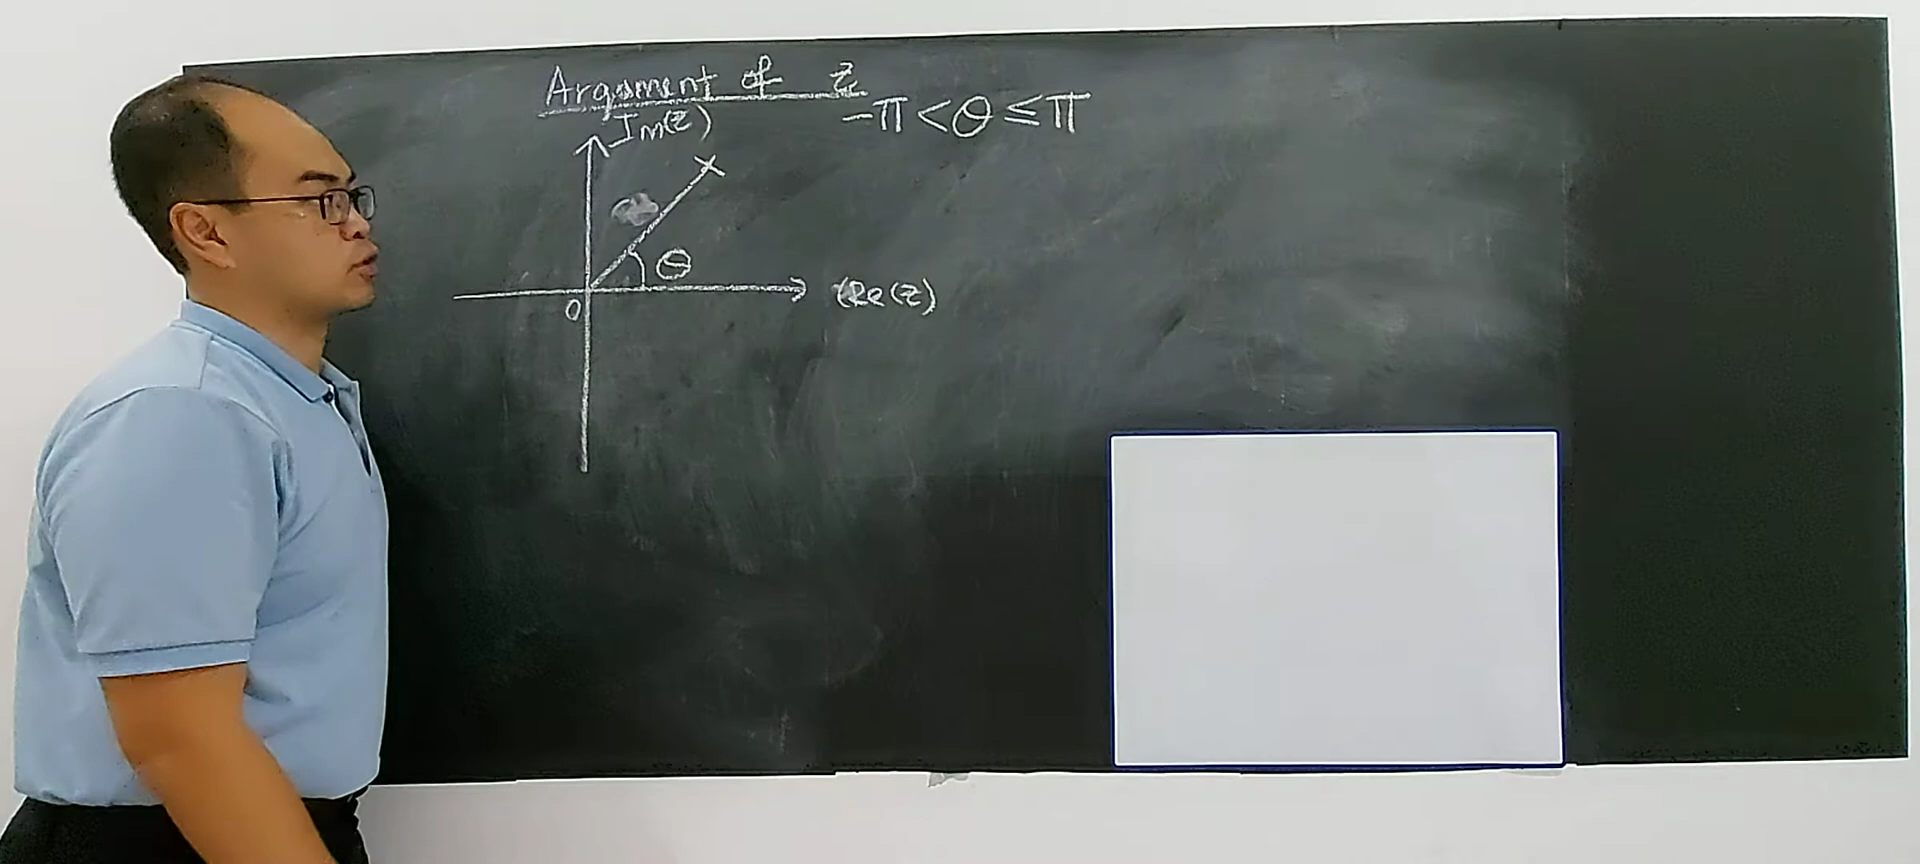 Argument of z
-π < θ ≤ π
Im(z)
θ
Re(z)
0